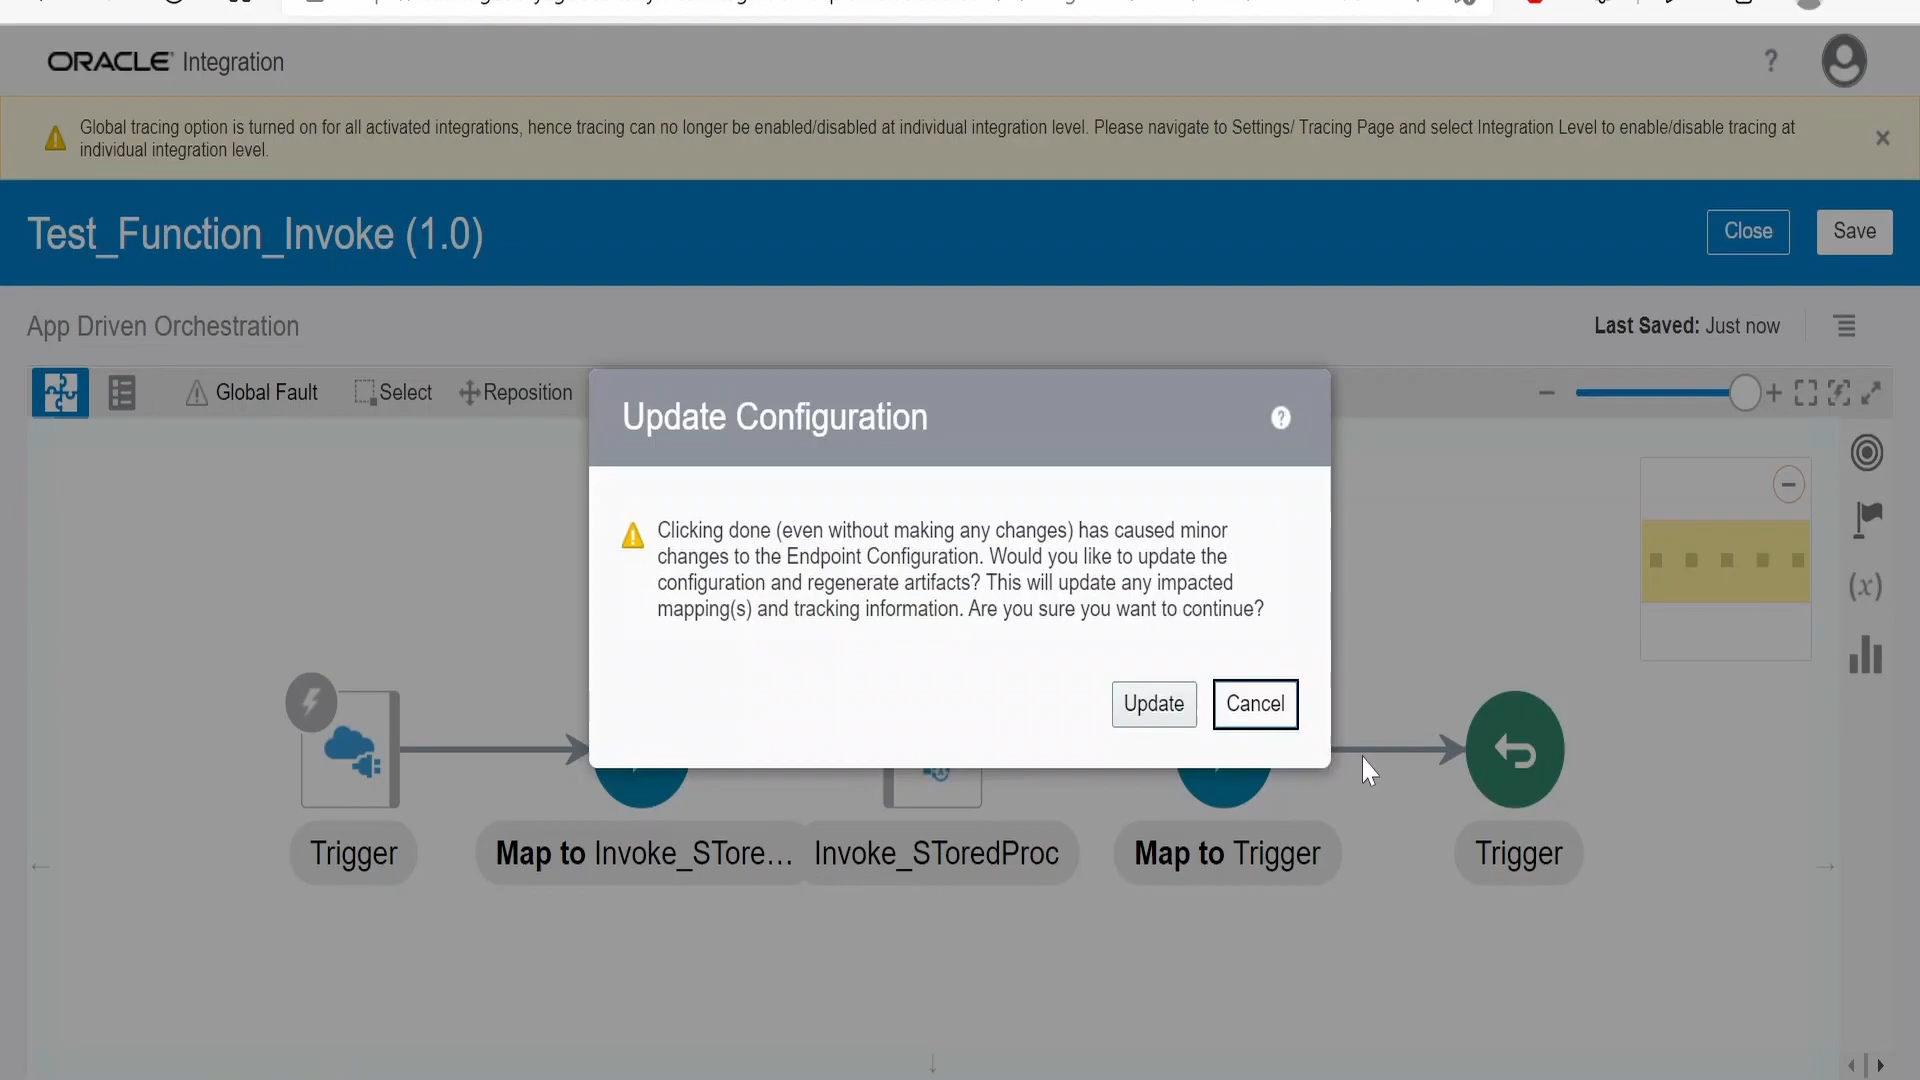 ORACLE Integration
Global tracing option is turned on for all activated integrations, hence tracing can no longer be enabled/disabled at individual integration level. Please navigate to Settings/ Tracing Page and select Integration Level to enable/disable tracing at
individual integration level.
Test_Function_Invoke (1.0)
Close
Save
App Driven Orchestration
Last Saved: Just now
Global Fault
Select
Reposition
Update Configuration
Clicking done (even without making any changes) has caused minor
changes to the Endpoint Configuration. Would you like to update the
configuration and regenerate artifacts? This will update any impacted
mapping(s) and tracking information. Are you sure you want to continue?
Update
Cancel
(x)
Trigger
Map to Invoke_STore...
Invoke_SToredProc
Map to Trigger
Trigger